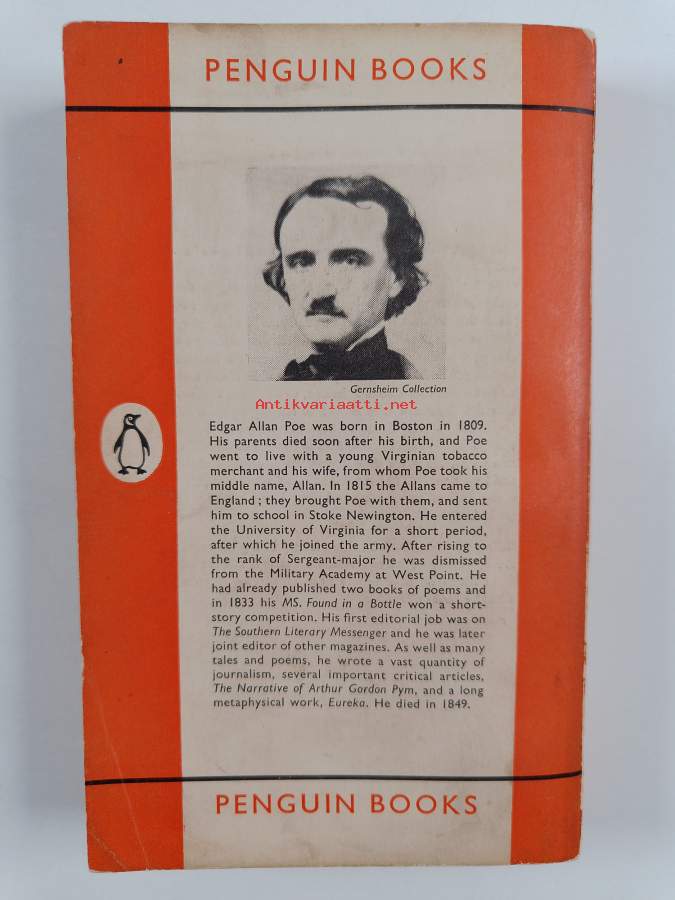 PENGUIN BOOKS
Gernsheim Collection
Antikvariaatti.net
Edgar Allan Poe was born in Boston in 1809.
His parents died soon after his birth, and Poe
went to live with a young Virginian tobacco
merchant and his wife, from whom Poe took his
middle name, Allan. In 1815 the Allans came to
England; they brought Poe with them, and sent
him to school in Stoke Newington. He entered
the University of Virginia for a short period,
after which he joined the army. After rising to
the rank of Sergeant-major he was dismissed
from the Military Academy at West Point. He
had already published two books of poems and
in 1833 his MS. Found in a Bottle won a short-
story competition. His first editorial job was on
The Southern Literary Messenger and he was later
joint editor of other magazines. As well as many
tales and poems, he wrote a vast quantity of
journalism, several important critical articles,
The Narrative of Arthur Gordon Pym, and a long
metaphysical work, Eureka. He died in 1849.
PENGUIN BOOKS